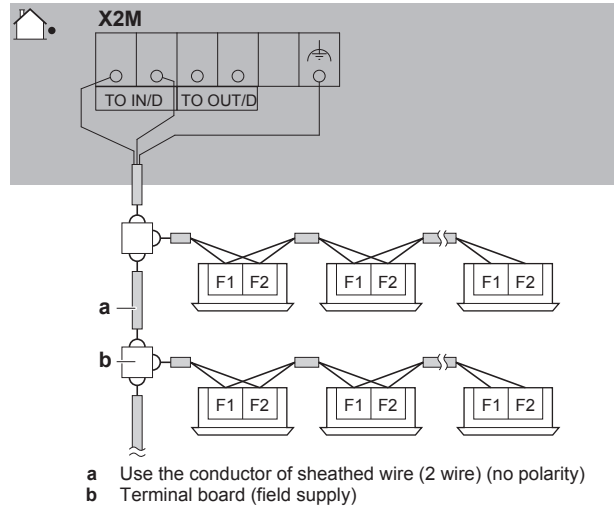 X2M
TO IN/D TO OUT/D
F1 F2 F1 F2 F1 F2
a
b
F1 F2 F1 F2 F1 F2
a Use the conductor of sheathed wire (2 wire) (no polarity)
b Terminal board (field supply)